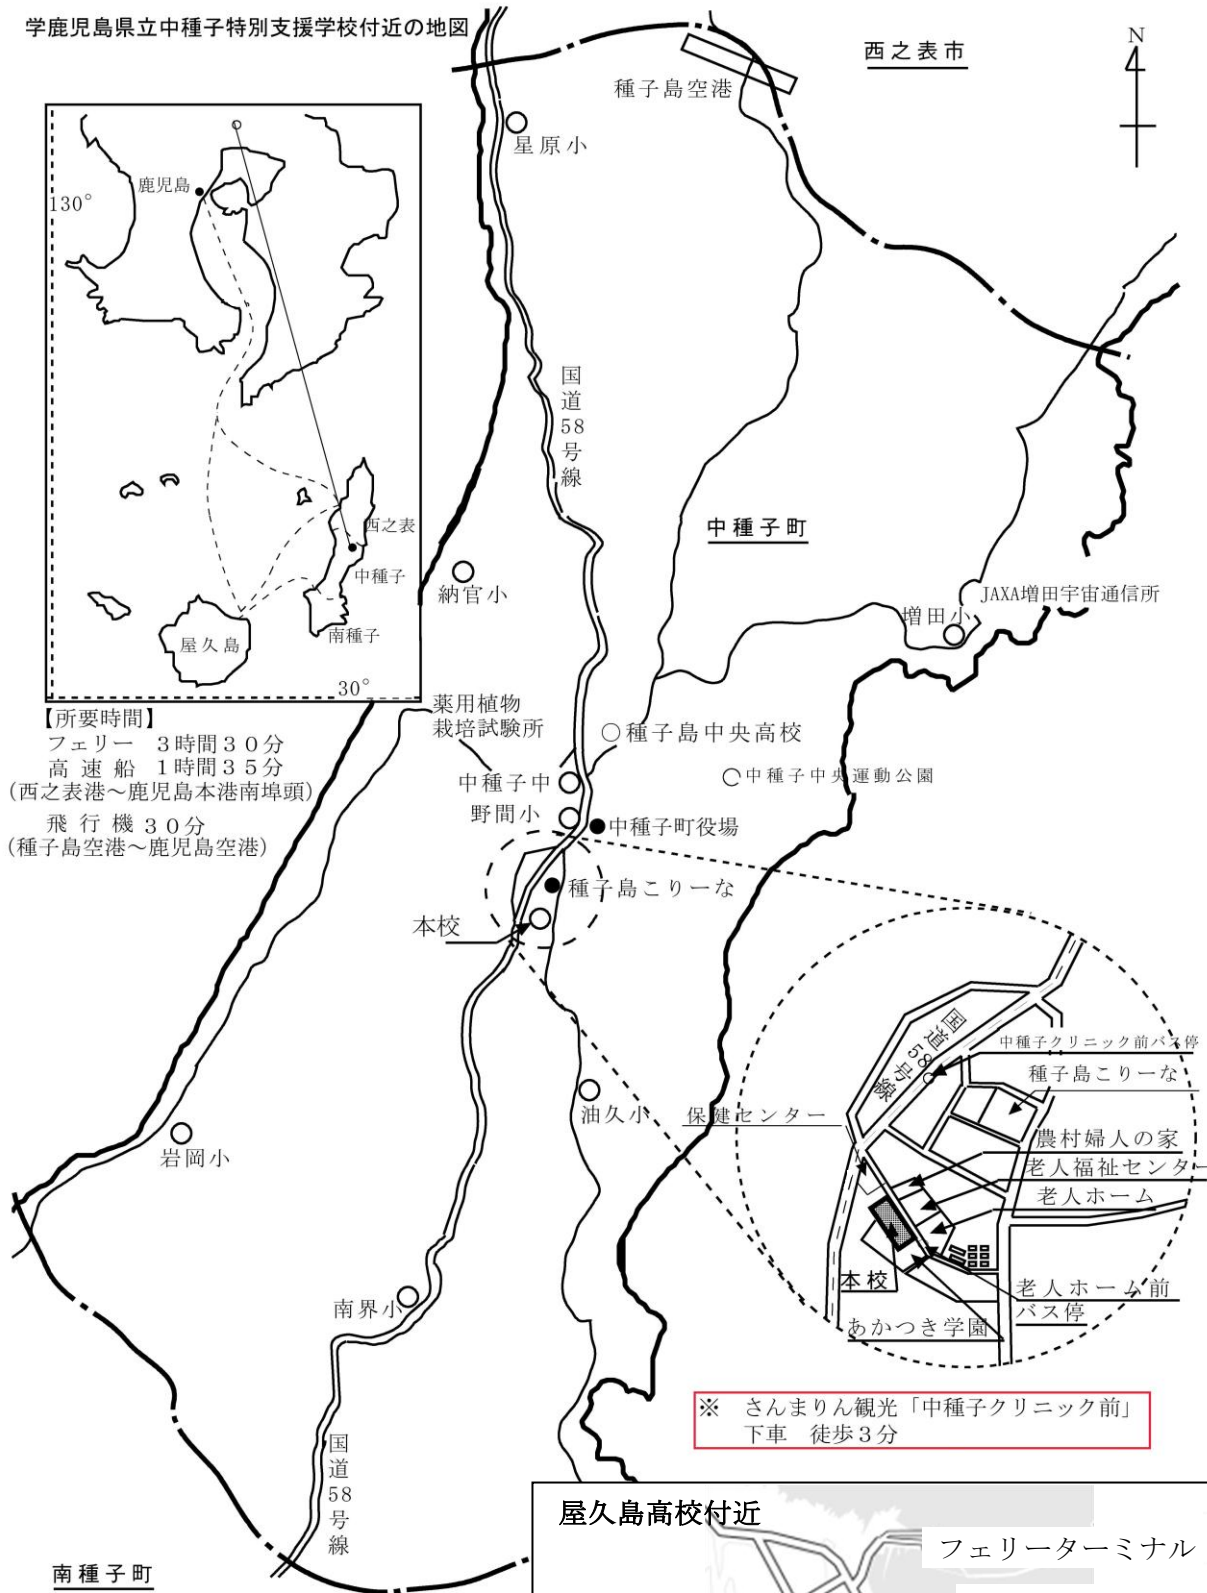 学鹿児島県立中種子特別支援学校付近の地図
西之表市
N
種子島空港
星原小
鹿児島
130°
国道58号線
中種子町
西之表
中種子
納官小
JAXA増田宇宙通信所
増田小
南種子
屋久島
30°
【所要時間】
フェリー ３時間３０分
高速船 １時間３５分
(西之表港～鹿児島本港南埠頭)
飛行機 ３０分
(種子島空港～鹿児島空港)
薬用植物
栽培試験所
種子島中央高校
中種子中
中種子中央運動公園
野間小
中種子町役場
種子島こりーな
本校
国道58号線
中種子クリニック前バス停
種子島こりーな
油久小
保健センター
岩岡小
農村婦人の家
老人福祉センター
老人ホーム
本校
老人ホーム前
バス停
南界小
あかつき学園
※ さんまりん観光「中種子クリニック前」
下車 徒歩３分
国道58号線
屋久島高校付近
フェリーターミナル
南種子町